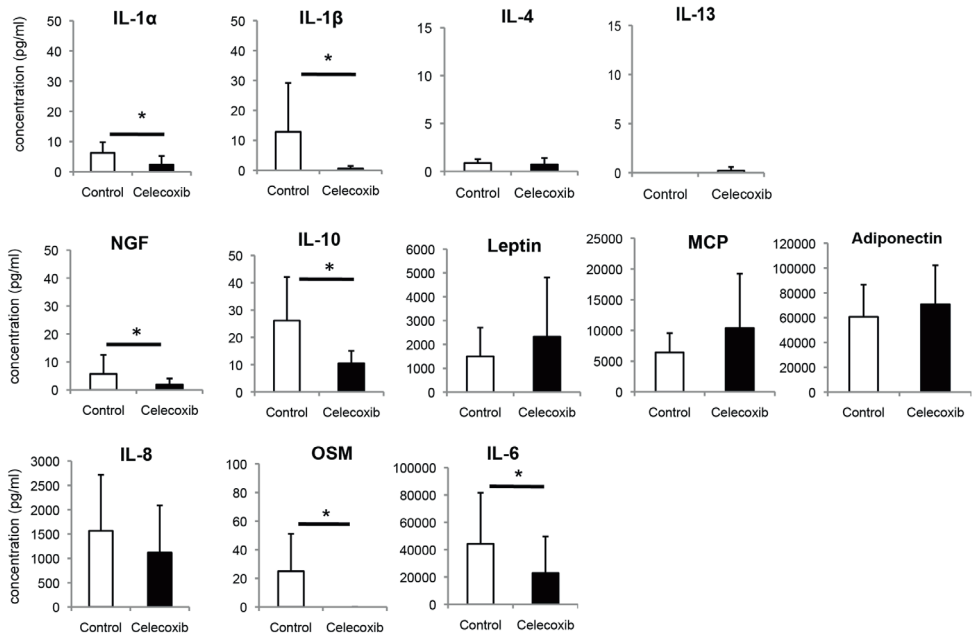 IL-1α IL-1β IL-4 IL-13
concentration (pg/ml)
50 50 15 15
40 40
30 30 10 10
20 20
10 10 5 5
0 0 0 0
* *
Control Celecoxib Control Celecoxib Control Celecoxib Control Celecoxib
NGF IL-10 Leptin MCP Adiponectin
concentration (pg/ml)
50 50 6000 25000 120000
40 40 5000 20000 100000
30 30 4000 15000 80000
20 20 3000 10000 60000
10 10 2000 5000 40000
0 0 1000 0 20000
0 0
* *
Control Celecoxib Control Celecoxib Control Celecoxib Control Celecoxib Control Celecoxib
IL-8 OSM IL-6
concentration (pg/ml)
3000 100 100000
2500 80 80000
2000 60 60000
1500 40 40000
1000 20 20000
500 0 0
0
* *
Control Celecoxib Control Celecoxib Control Celecoxib